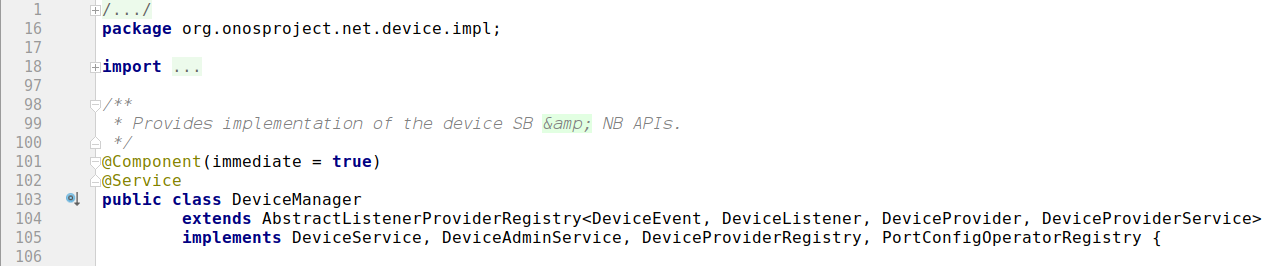 1 /.../
16 package org.onosproject.net.device.impl;
17
18 import ...
97
98 /**
99 * Provides implementation of the device SB &amp; NB APIs.
100 */
101 @Component(immediate = true)
102 @Service
103 public class DeviceManager
104 extends AbstractListenerProviderRegistry<DeviceEvent, DeviceListener, DeviceProvider, DeviceProviderService>
105 implements DeviceService, DeviceAdminService, DeviceProviderRegistry, PortConfigOperatorRegistry {
106